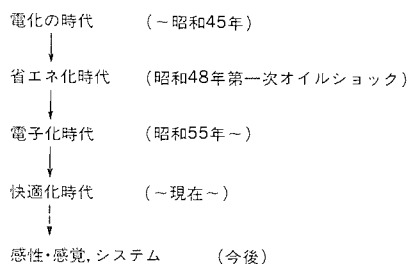 電化の時代 (～昭和45年)
省エネ化時代 (昭和48年第一次オイルショック)
電子化時代 (昭和55年～)
快適化時代 (～現在～)
感性・感覚,システム (今後)